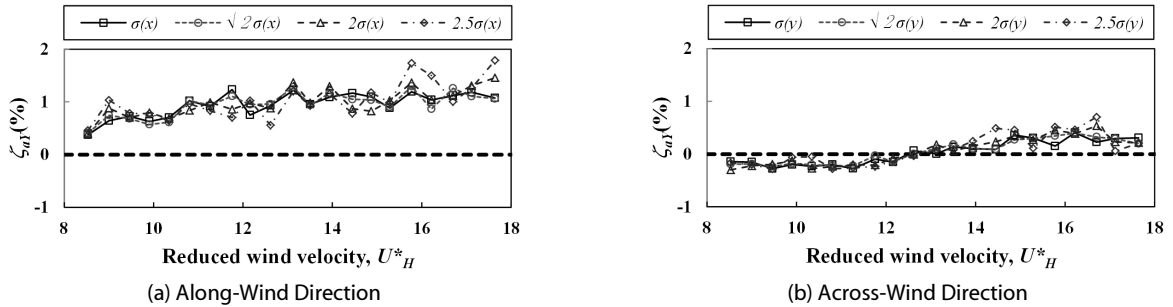 σ(x) √2σ(x) 2σ(x) 2.5σ(x)
2
1
0
-1
ζaY(%)
8 10 12 14 16 18
Reduced wind velocity, U*H
(a) Along-Wind Direction
σ(y) √2σ(y) 2σ(y) 2.5σ(y)
2
1
0
-1
ζaY(%)
8 10 12 14 16 18
Reduced wind velocity, U*H
(b) Across-Wind Direction